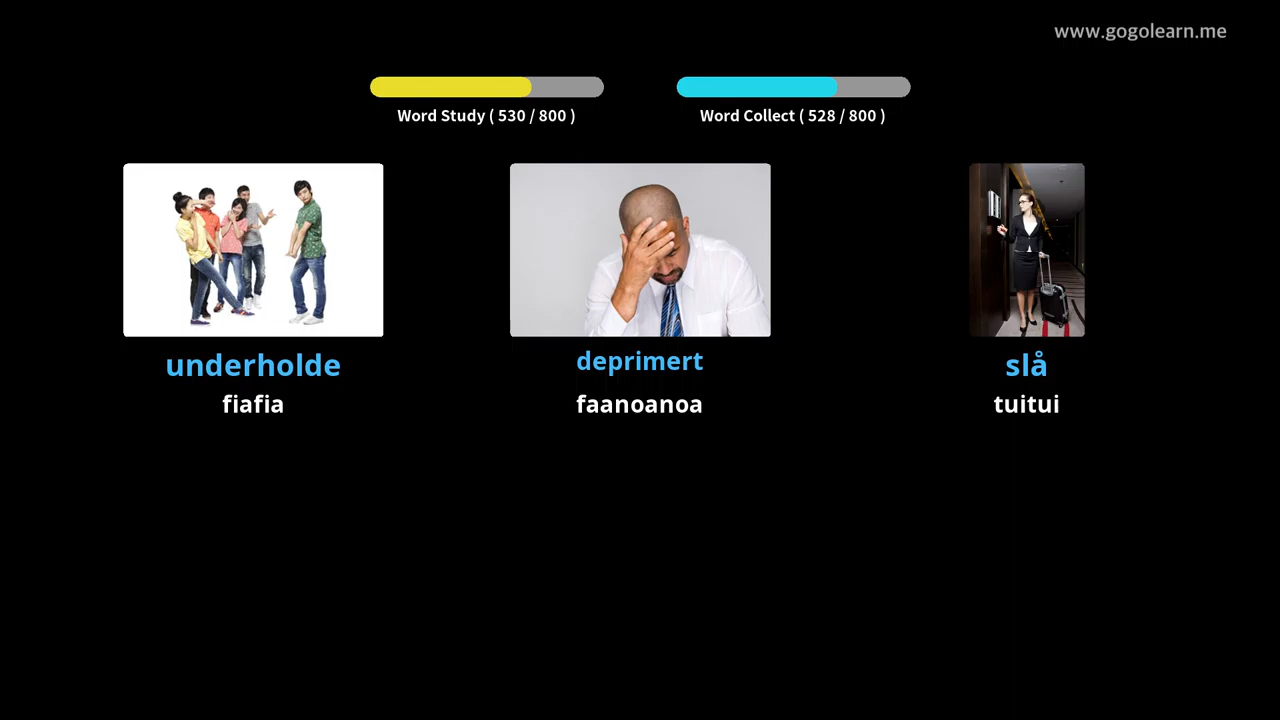 www.gogolearn.me
Word Study ( 530 / 800 )
Word Collect ( 528 / 800 )
underholde
fiafia
deprimert
faanoanoa
slå
tuitui